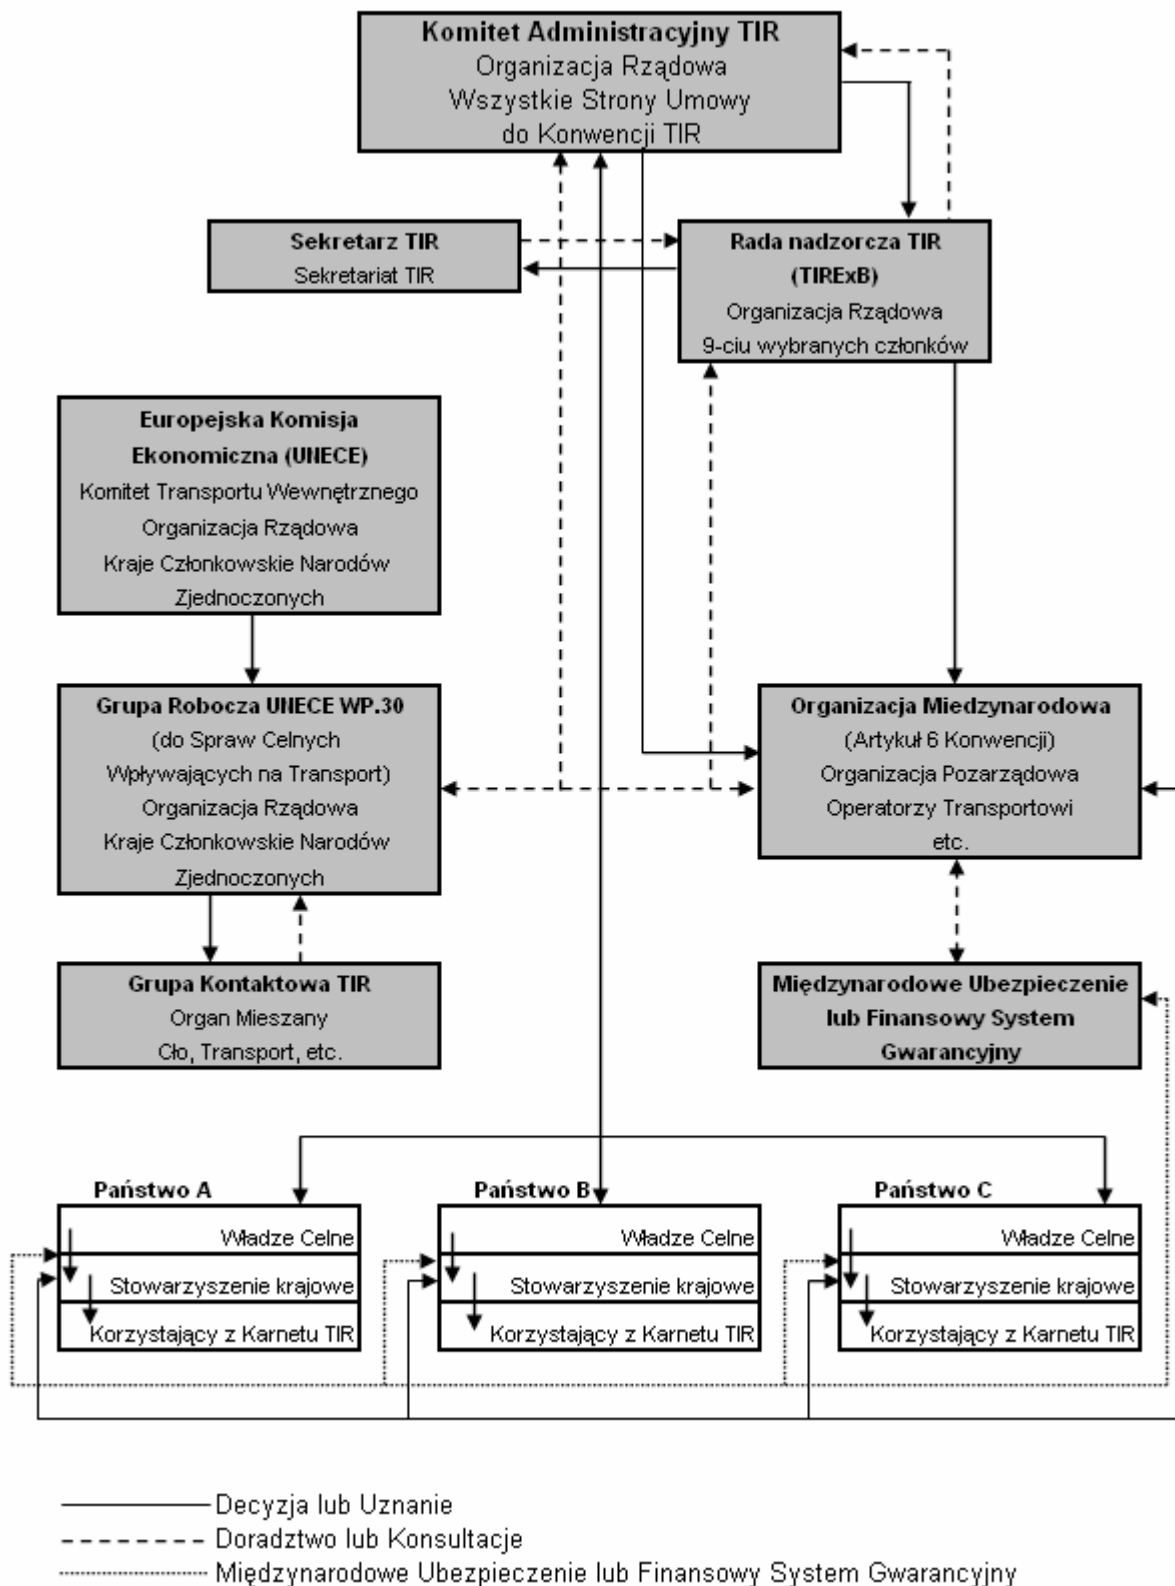 Komitet Administracyjny TIR
Organizacja Rządowa
Wszystkie Strony Umowy
do Konwencji TIR
Sekretarz TIR
Sekretariat TIR
Rada nadzorcza TIR
(TIRExB)
Organizacja Rządowa
9-ciu wybranych członków
Europejska Komisja
Ekonomiczna (UNECE)
Komitet Transportu Wewnętrznego
Organizacja Rządowa
Kraje Członkowskie Narodów
Zjednoczonych
Grupa Robocza UNECE WP.30
(do Spraw Celnych
Wpływających na Transport)
Organizacja Rządowa
Kraje Członkowskie Narodów
Zjednoczonych
Organizacja Miedzynarodowa
(Artykuł 6 Konwencji)
Organizacja Pozarządowa
Operatorzy Transportowi
etc.
Grupa Kontaktowa TIR
Organ Mieszany
Cło, Transport, etc.
Międzynarodowe Ubezpieczenie
lub Finansowy System
Gwarancyjny
Państwo A
Władze Celne
Stowarzyszenie krajowe
Korzystający z Karnetu TIR
Państwo B
Władze Celne
Stowarzyszenie krajowe
Korzystający z Karnetu TIR
Państwo C
Władze Celne
Stowarzyszenie krajowe
Korzystający z Karnetu TIR
Decyzja lub Uznanie
Doradztwo lub Konsultacje
Międzynarodowe Ubezpieczenie lub Finansowy System Gwarancyjny